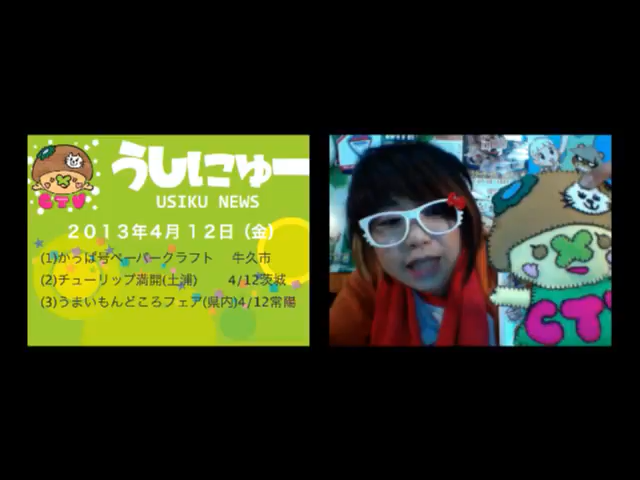 うしにゅー
USIKU NEWS
CTV
2013年4月12日（金）
(1)かっぱ号ペーパークラフト 牛久市
(2)チューリップ満開(土浦) 4/12茨城
(3)うまいもんどころフェア(県内)4/12常陽
CTV